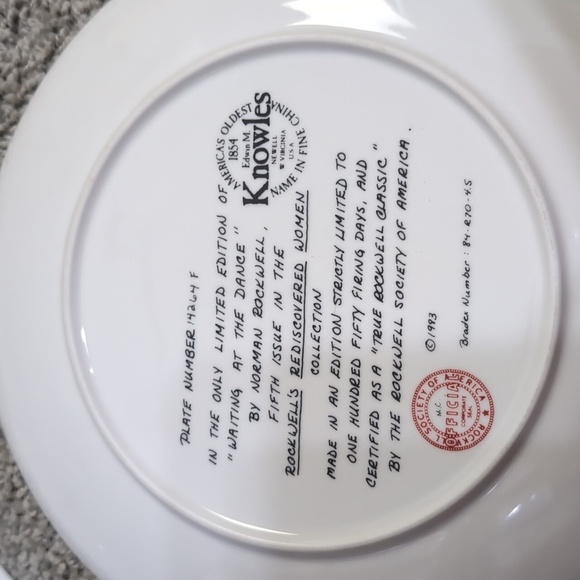 AMERICA'S OLDEST
1854
Edwin M.
Knowles
NEWELL
W VIRGINIA
USA
NAME IN FINE CHINA
PLATE NUMBER 14264 F
IN THE ONLY LIMITED EDITION OF
"WAITING AT THE DANCE"
BY NORMAN ROCKWELL,
FIFTH ISSUE IN THE
ROCKWELL'S REDISCOVERED WOMEN
COLLECTION
MADE IN AN EDITION STRICTLY LIMITED TO
ONE HUNDRED FIFTY FIRING DAYS, AND
CERTIFIED AS A "TRUE ROCKWELL CLASSIC"
BY THE ROCKWELL SOCIETY OF AMERICA.
©1983
Bradex Number: 84-R70-4.5
ROCKWELL SOCIETY OF AMERICA
OFFICIAL